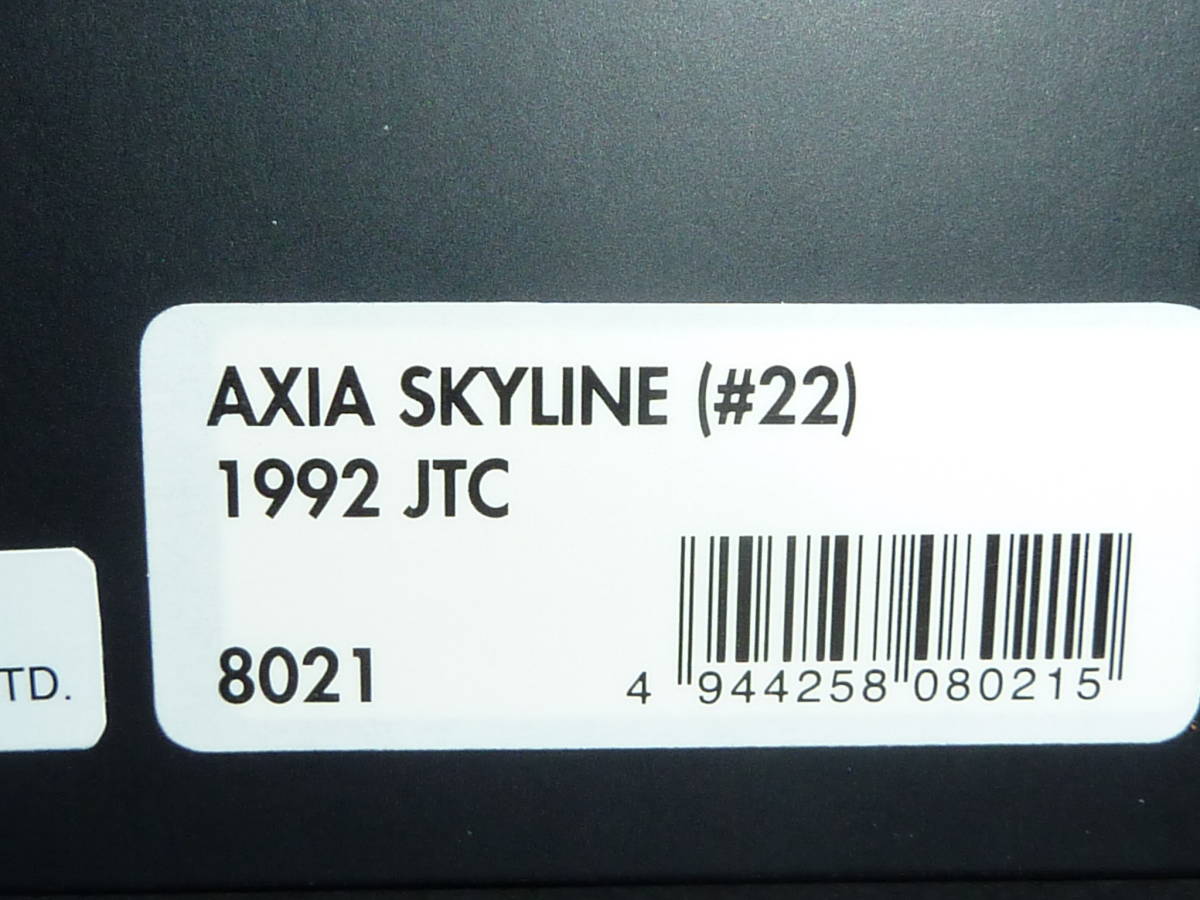 AXIA SKYLINE (#22)
1992 JTC
8021
4 944258 080215
TD.